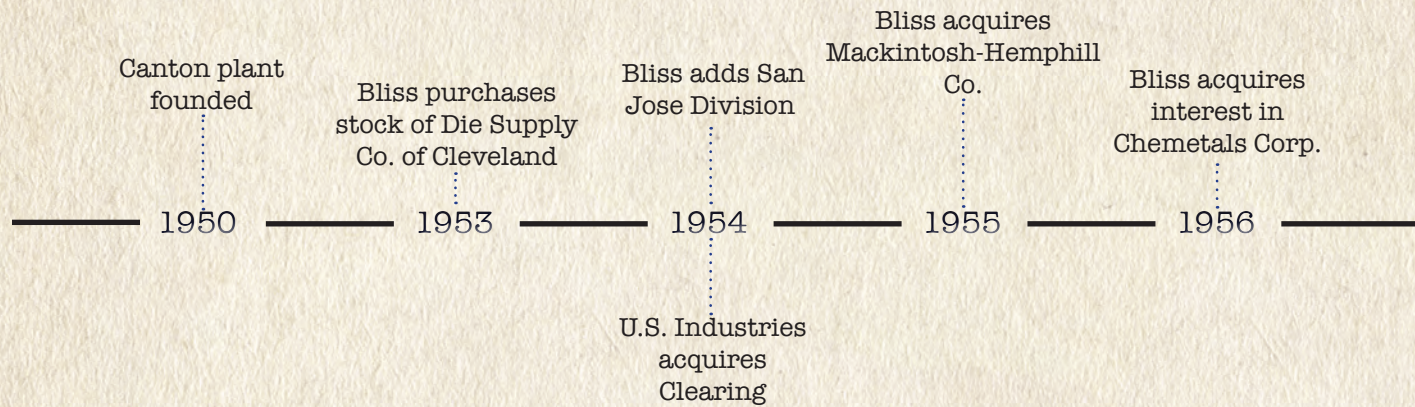 Canton plant
founded
Bliss purchases
stock of Die Supply
Co. of Cleveland
Bliss adds San
Jose Division
Bliss acquires
Mackintosh-Hemphill
Co.
Bliss acquires
interest in
Chemetals Corp.
1950
1953
1954
1955
1956
U.S. Industries
acquires
Clearing